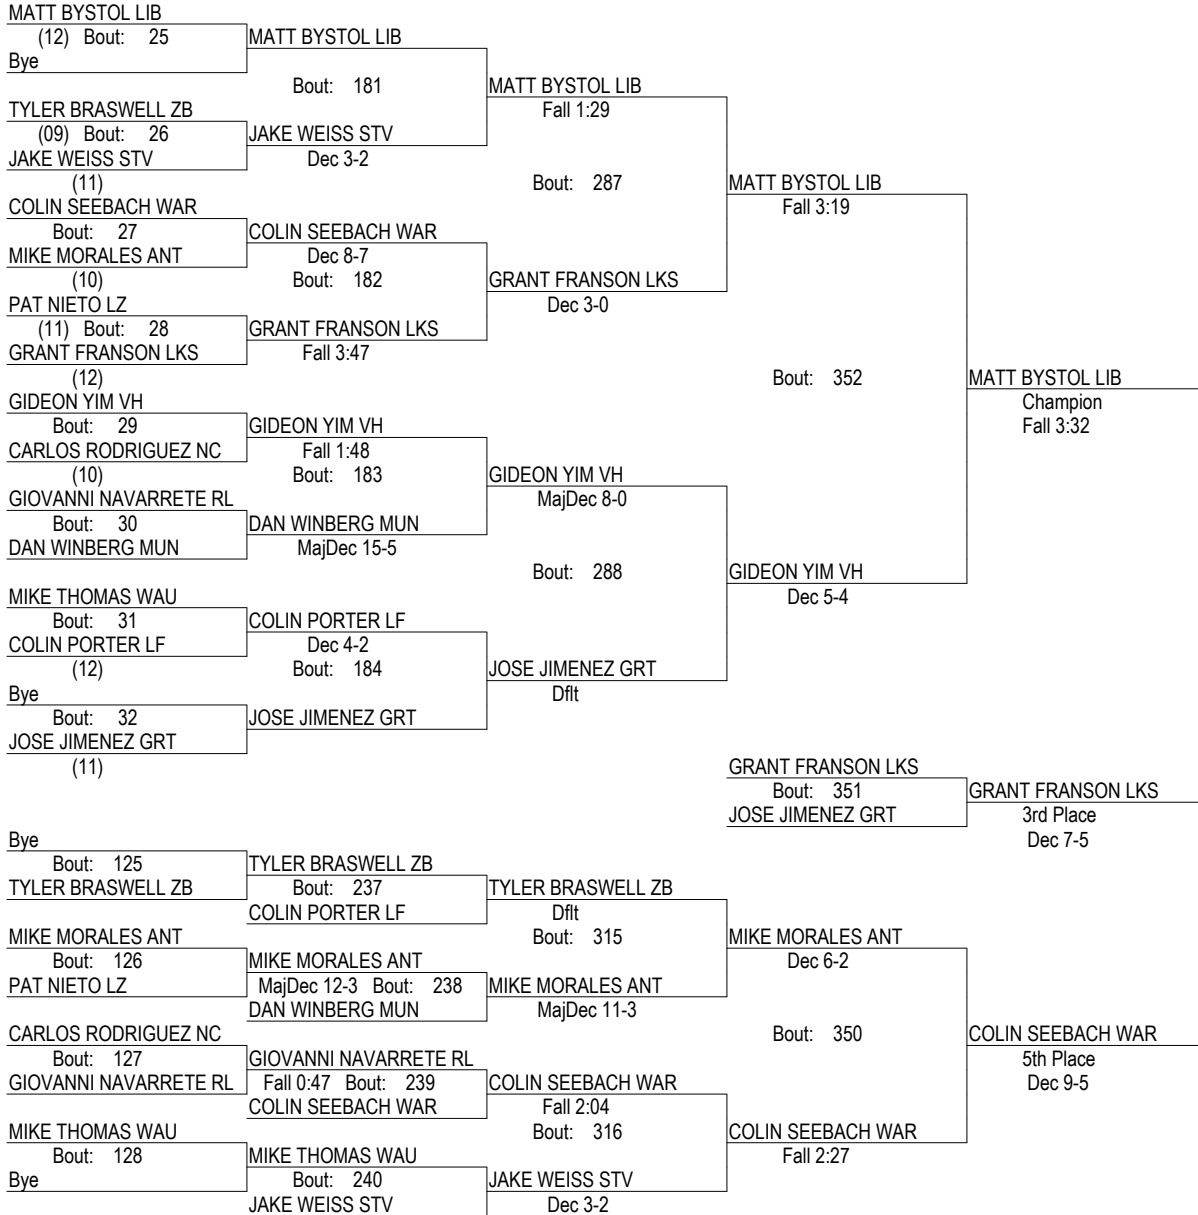 MATT BYSTOL LIB
(12) Bout: 25
MATT BYSTOL LIB
Bye
Bout: 181
MATT BYSTOL LIB
TYLER BRASWELL ZB
Fall 1:29
(09) Bout: 26
JAKE WEISS STV
JAKE WEISS STV
Dec 3-2
(11)
Bout: 287
MATT BYSTOL LIB
COLIN SEEBACH WAR
Fall 3:19
Bout: 27
COLIN SEEBACH WAR
MIKE MORALES ANT
Dec 8-7
(10)
Bout: 182
GRANT FRANSON LKS
PAT NIETO LZ
Dec 3-0
(11) Bout: 28
GRANT FRANSON LKS
GRANT FRANSON LKS
Fall 3:47
(12)
Bout: 352
MATT BYSTOL LIB
GIDEON YIM VH
Champion
Bout: 29
GIDEON YIM VH
Fall 3:32
CARLOS RODRIGUEZ NC
Fall 1:48
(10)
Bout: 183
GIDEON YIM VH
GIOVANNI NAVARRETE RL
MajDec 8-0
Bout: 30
DAN WINBERG MUN
DAN WINBERG MUN
MajDec 15-5
Bout: 288
GIDEON YIM VH
MIKE THOMAS WAU
Dec 5-4
Bout: 31
COLIN PORTER LF
COLIN PORTER LF
Dec 4-2
(12)
Bout: 184
JOSE JIMENEZ GRT
Bye
Dflt
Bout: 32
JOSE JIMENEZ GRT
JOSE JIMENEZ GRT
(11)
GRANT FRANSON LKS
Bout: 351
GRANT FRANSON LKS
JOSE JIMENEZ GRT
3rd Place
Dec 7-5
Bye
Bout: 125
TYLER BRASWELL ZB
TYLER BRASWELL ZB
Bout: 237
TYLER BRASWELL ZB
COLIN PORTER LF
Dflt
MIKE MORALES ANT
Bout: 315
MIKE MORALES ANT
Bout: 126
MIKE MORALES ANT
Dec 6-2
PAT NIETO LZ
MajDec 12-3 Bout: 238
MIKE MORALES ANT
DAN WINBERG MUN
MajDec 11-3
CARLOS RODRIGUEZ NC
Bout: 350
COLIN SEEBACH WAR
Bout: 127
GIOVANNI NAVARRETE RL
5th Place
GIOVANNI NAVARRETE RL
Fall 0:47 Bout: 239
COLIN SEEBACH WAR
Dec 9-5
COLIN SEEBACH WAR
Fall 2:04
MIKE THOMAS WAU
Bout: 316
COLIN SEEBACH WAR
Bout: 128
MIKE THOMAS WAU
Fall 2:27
Bye
Bout: 240
JAKE WEISS STV
JAKE WEISS STV
Dec 3-2